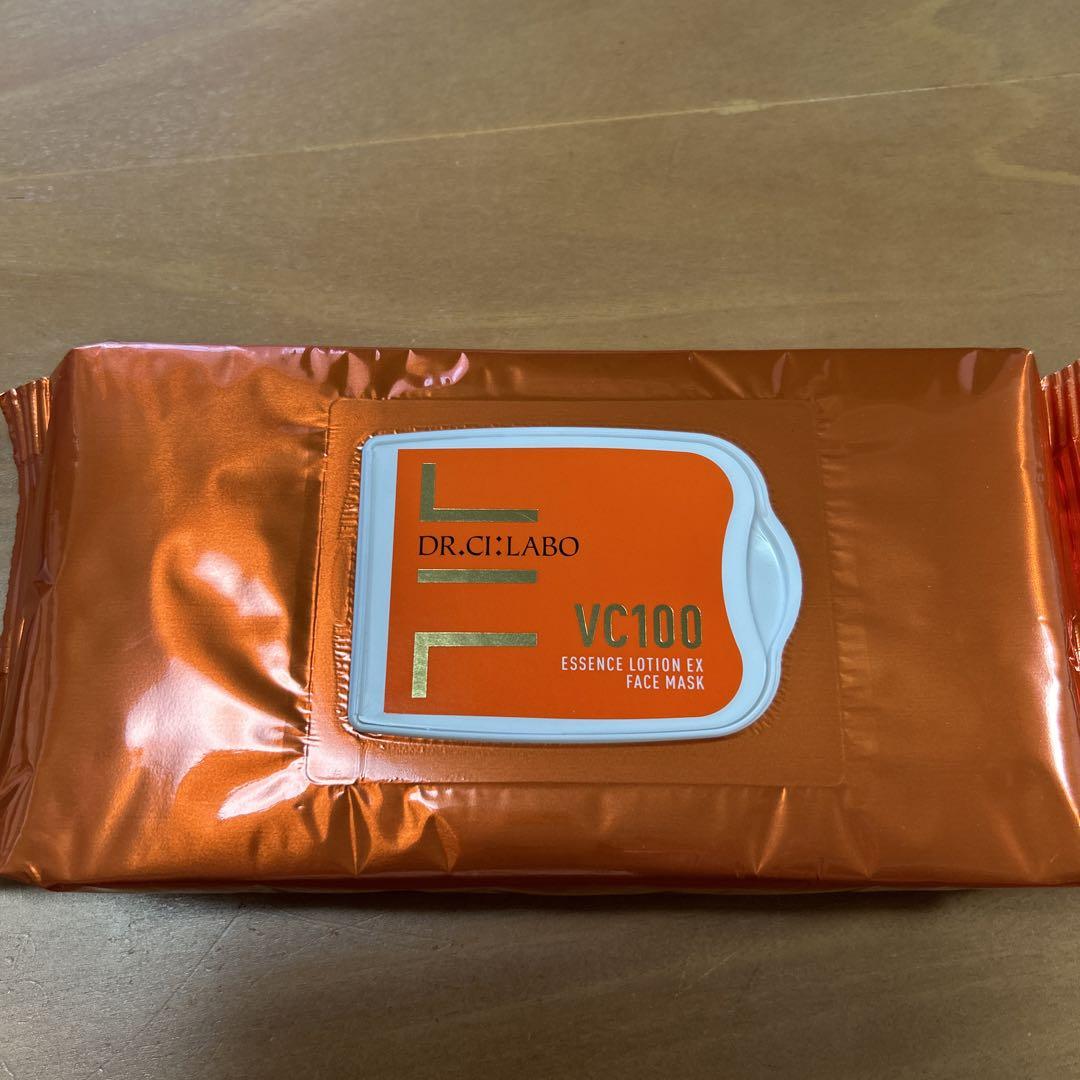 DR.CI:LABO
VC100
ESSENCE LOTION EX
FACE MASK